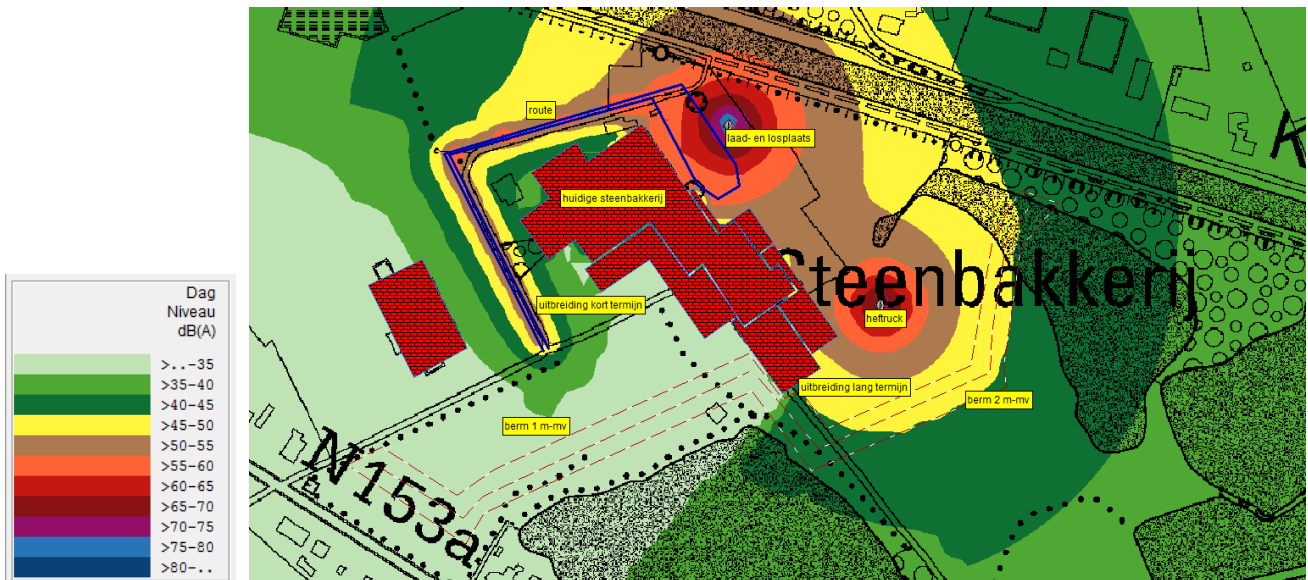 Dag
Niveau
dB(A)
>..-35
>35-40
>40-45
>45-50
>50-55
>55-60
>60-65
>65-70
>70-75
>75-80
>80-..
route
laad- en losplaats
K
huidige steenbakkerij
Steenbakkerij
uitbreiding kort termijn
heftruck
uitbreiding lang termijn
berm 2 m-mv
berm 1 m-mv
N153a